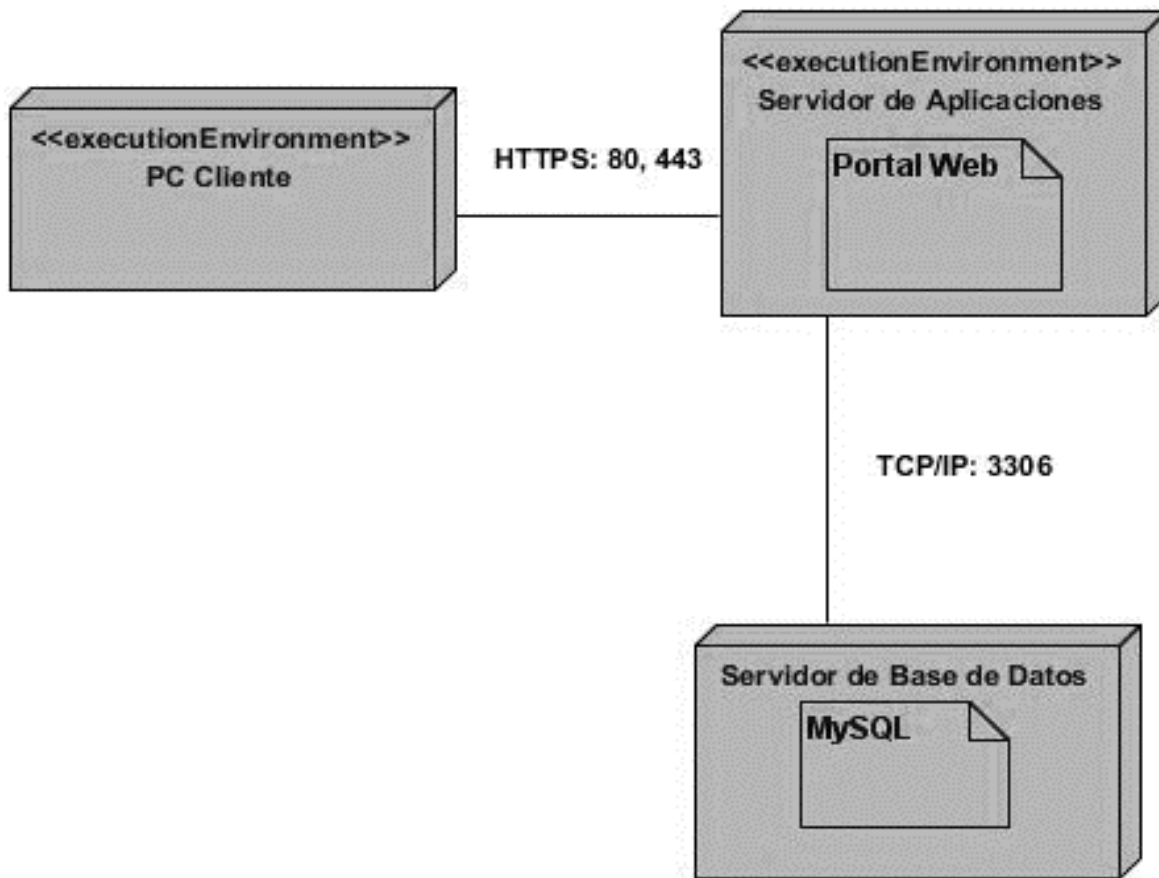 <<executionEnvironment>>
PC Cliente
HTTPS: 80, 443
<<executionEnvironment>>
Servidor de Aplicaciones
Portal Web
TCP/IP: 3306
Servidor de Base de Datos
MySQL